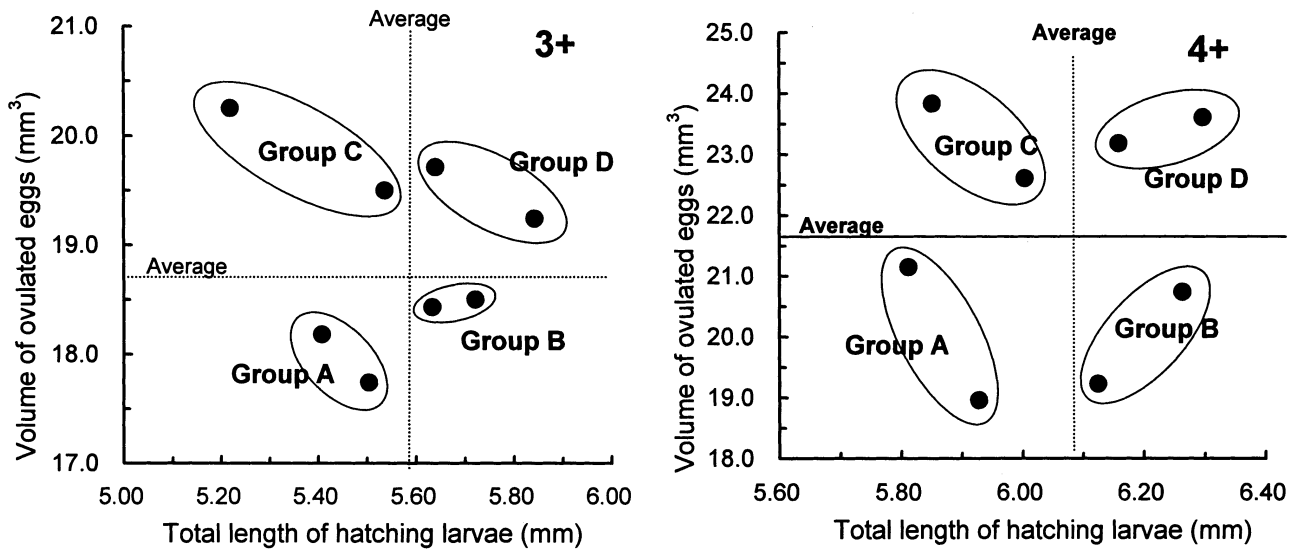 Average
3+
21.0
20.0
19.0
18.0
17.0
Volume of ovulated eggs (mm3)
Group C
Group D
Average
Group B
Group A
5.00 5.20 5.40 5.60 5.80 6.00
Total length of hatching larvae (mm)
Average
4+
25.0
24.0
23.0
22.0
21.0
20.0
19.0
18.0
Volume of ovulated eggs (mm3)
Group C
Group D
Average
Group A
Group B
5.60 5.80 6.00 6.20 6.40
Total length of hatching larvae (mm)